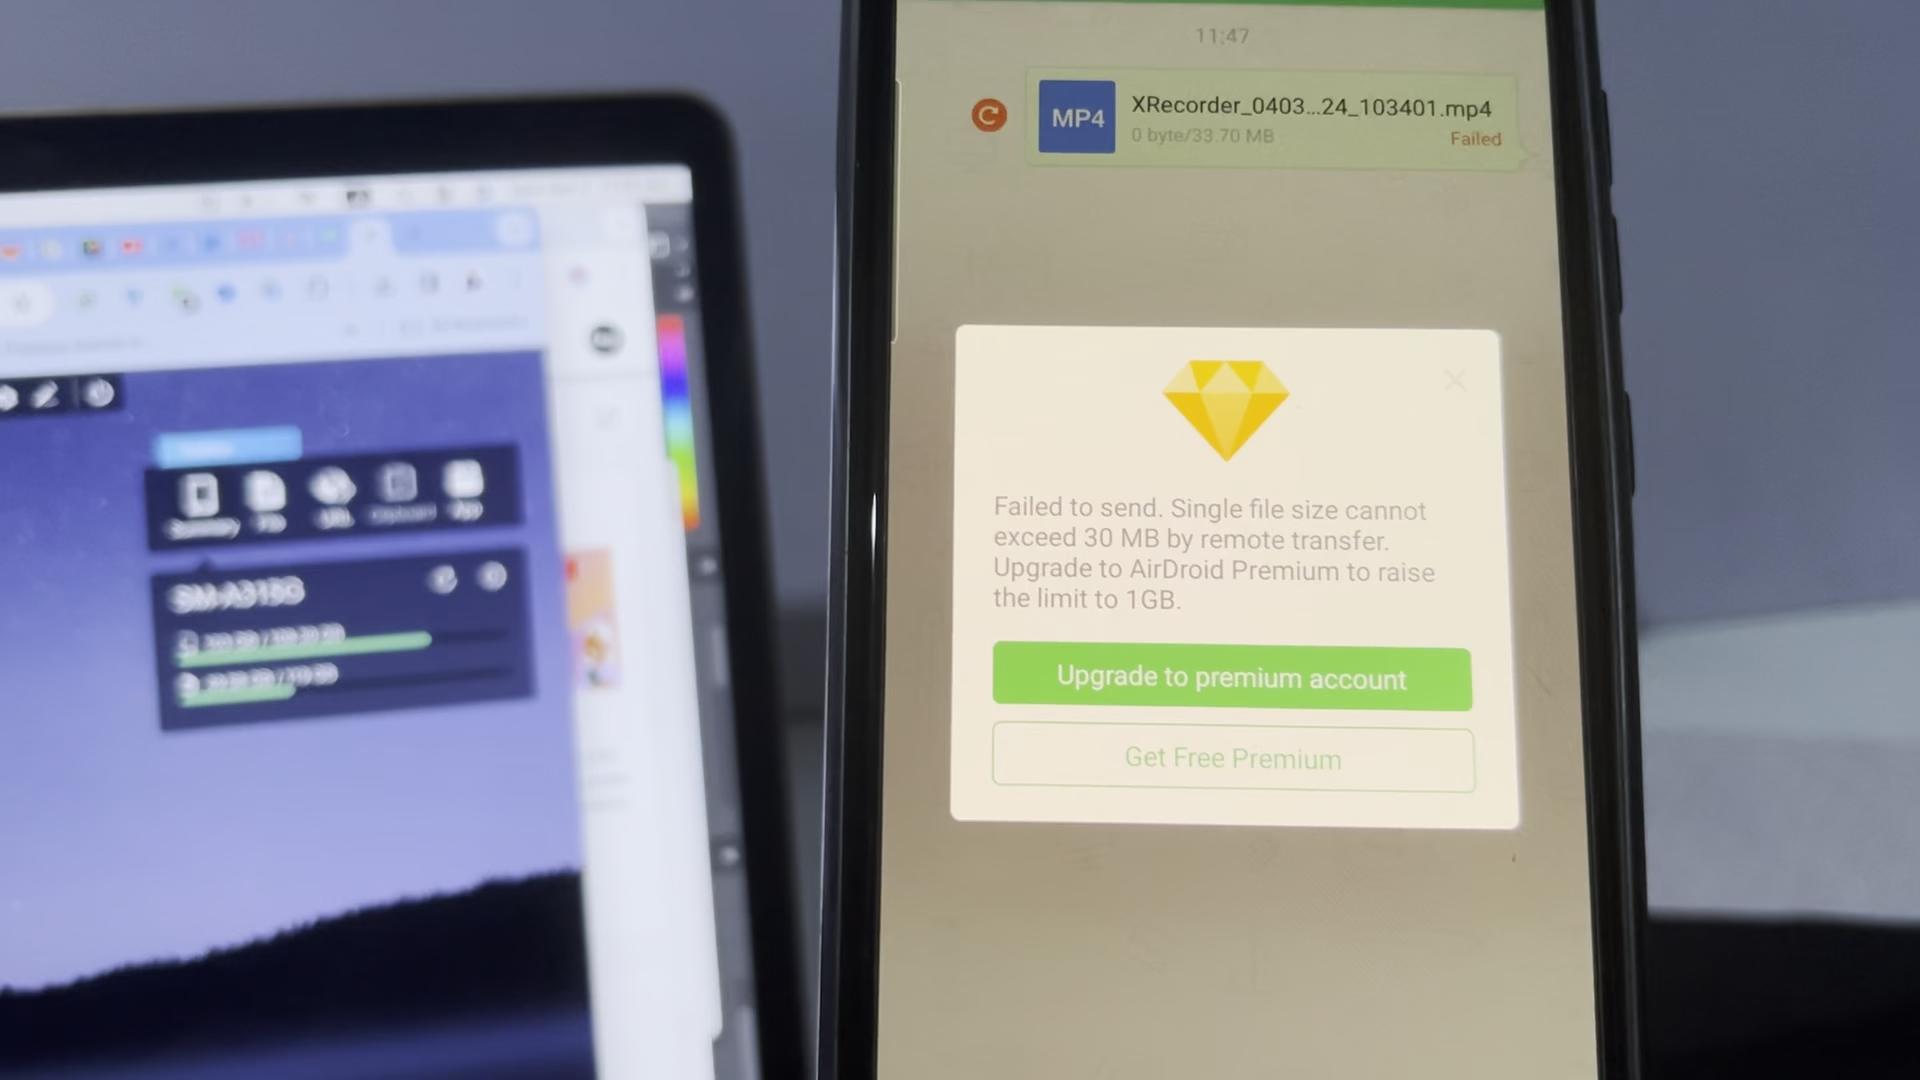 11:47
MP4
XRecorder_0403...24_103401.mp4
0 byte/33.70 MB
Failed
Failed to send. Single file size cannot
exceed 30 MB by remote transfer.
Upgrade to AirDroid Premium to raise
the limit to 1GB.
Upgrade to premium account
Get Free Premium